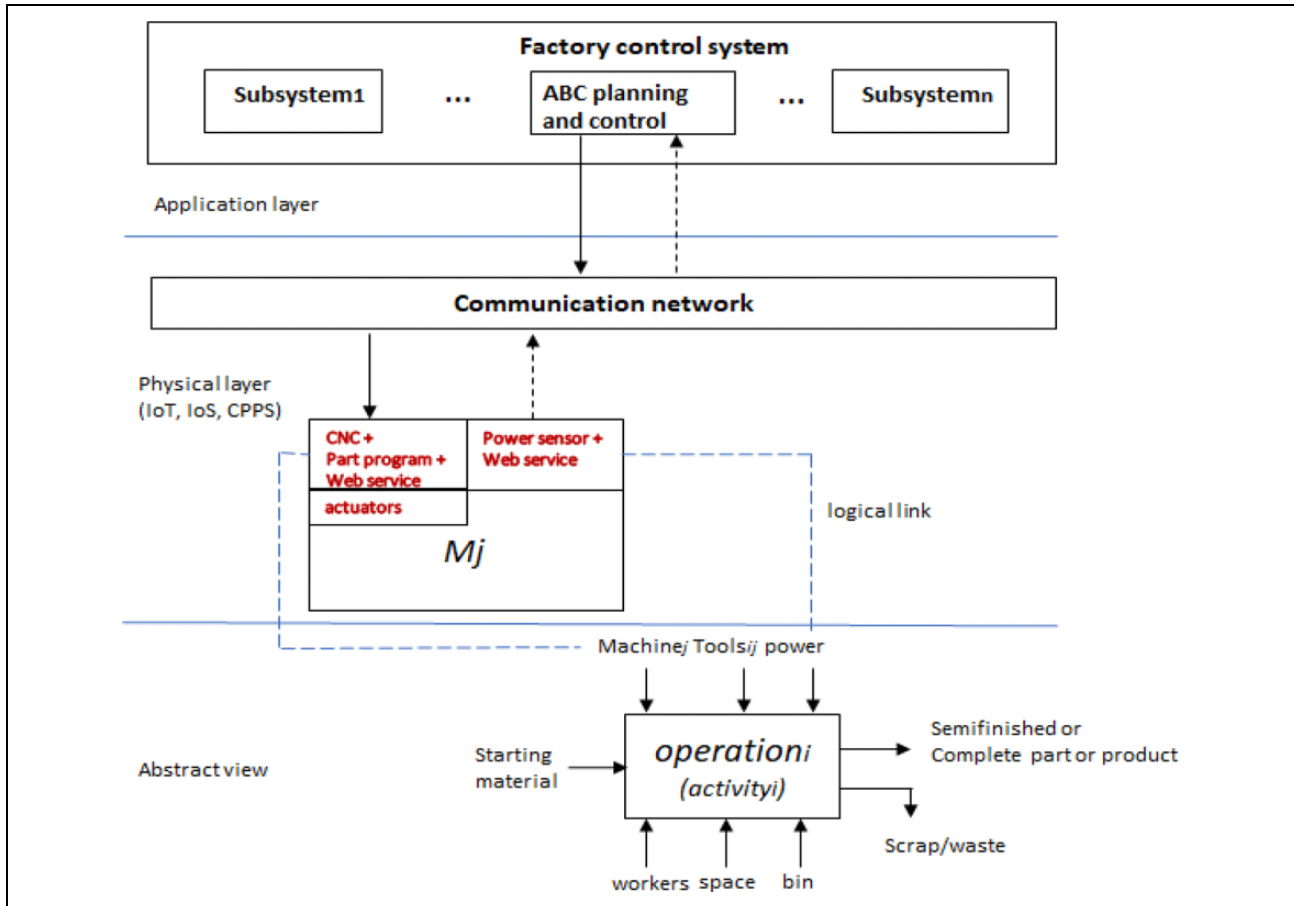 Factory control system
Subsystem1
...
ABC planning
and control
...
Subsystemn
Application layer
Communication network
Physical layer
(IoT, IoS, CPPS)
CNC +
Part program +
Web service
Power sensor +
Web service
actuators
Mj
logical link
Machinej Toolsij power
Abstract view
Starting
material
operationi
(activityi)
Semifinished or
Complete part or product
Scrap/waste
workers space bin